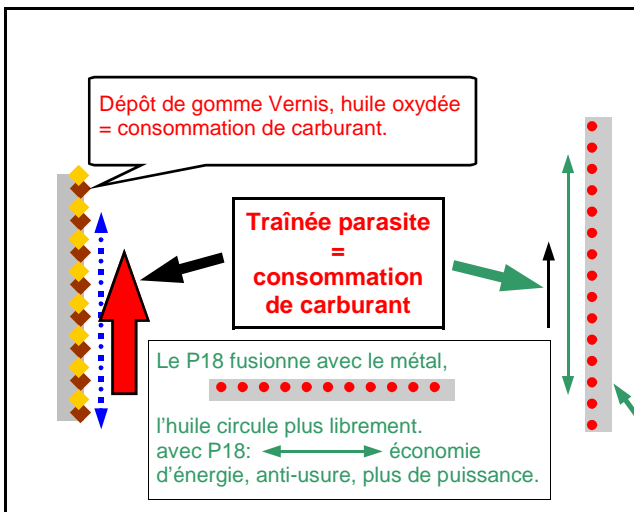 Dépôt de gomme Vernis, huile oxydée
= consommation de carburant.
Traînée parasite
=
consommation
de carburant
Le P18 fusionne avec le métal,
l'huile circule plus librement.
avec P18: économie
d'énergie, anti-usure, plus de puissance.